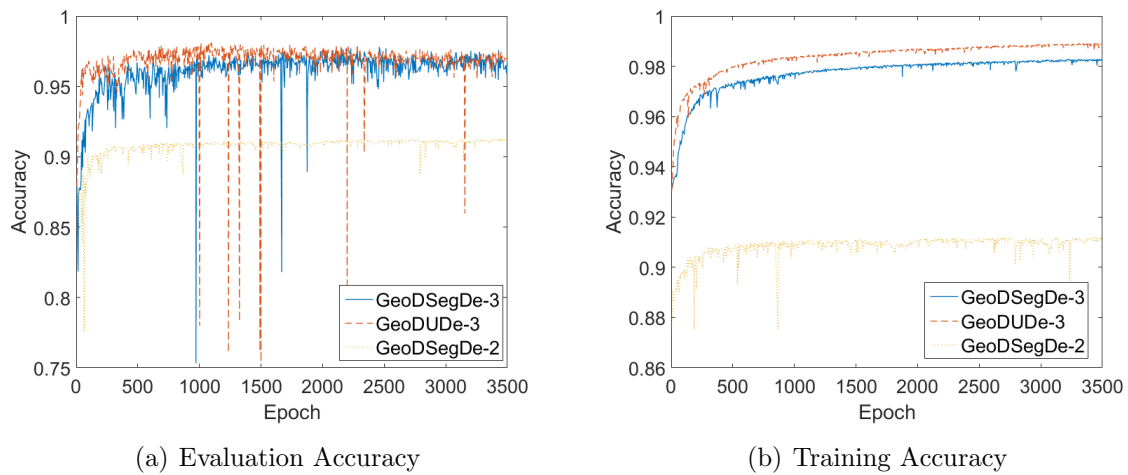 1
0.95
0.9
0.85
0.8
0.75
Accuracy
0 500 1000 1500 2000 2500 3000 3500
Epoch
GeoDSegDe-3
GeoDUDe-3
GeoDSegDe-2
(a) Evaluation Accuracy
1
0.98
0.96
0.94
0.92
0.9
0.88
0.86
Accuracy
0 500 1000 1500 2000 2500 3000 3500
Epoch
GeoDSegDe-3
GeoDUDe-3
GeoDSegDe-2
(b) Training Accuracy